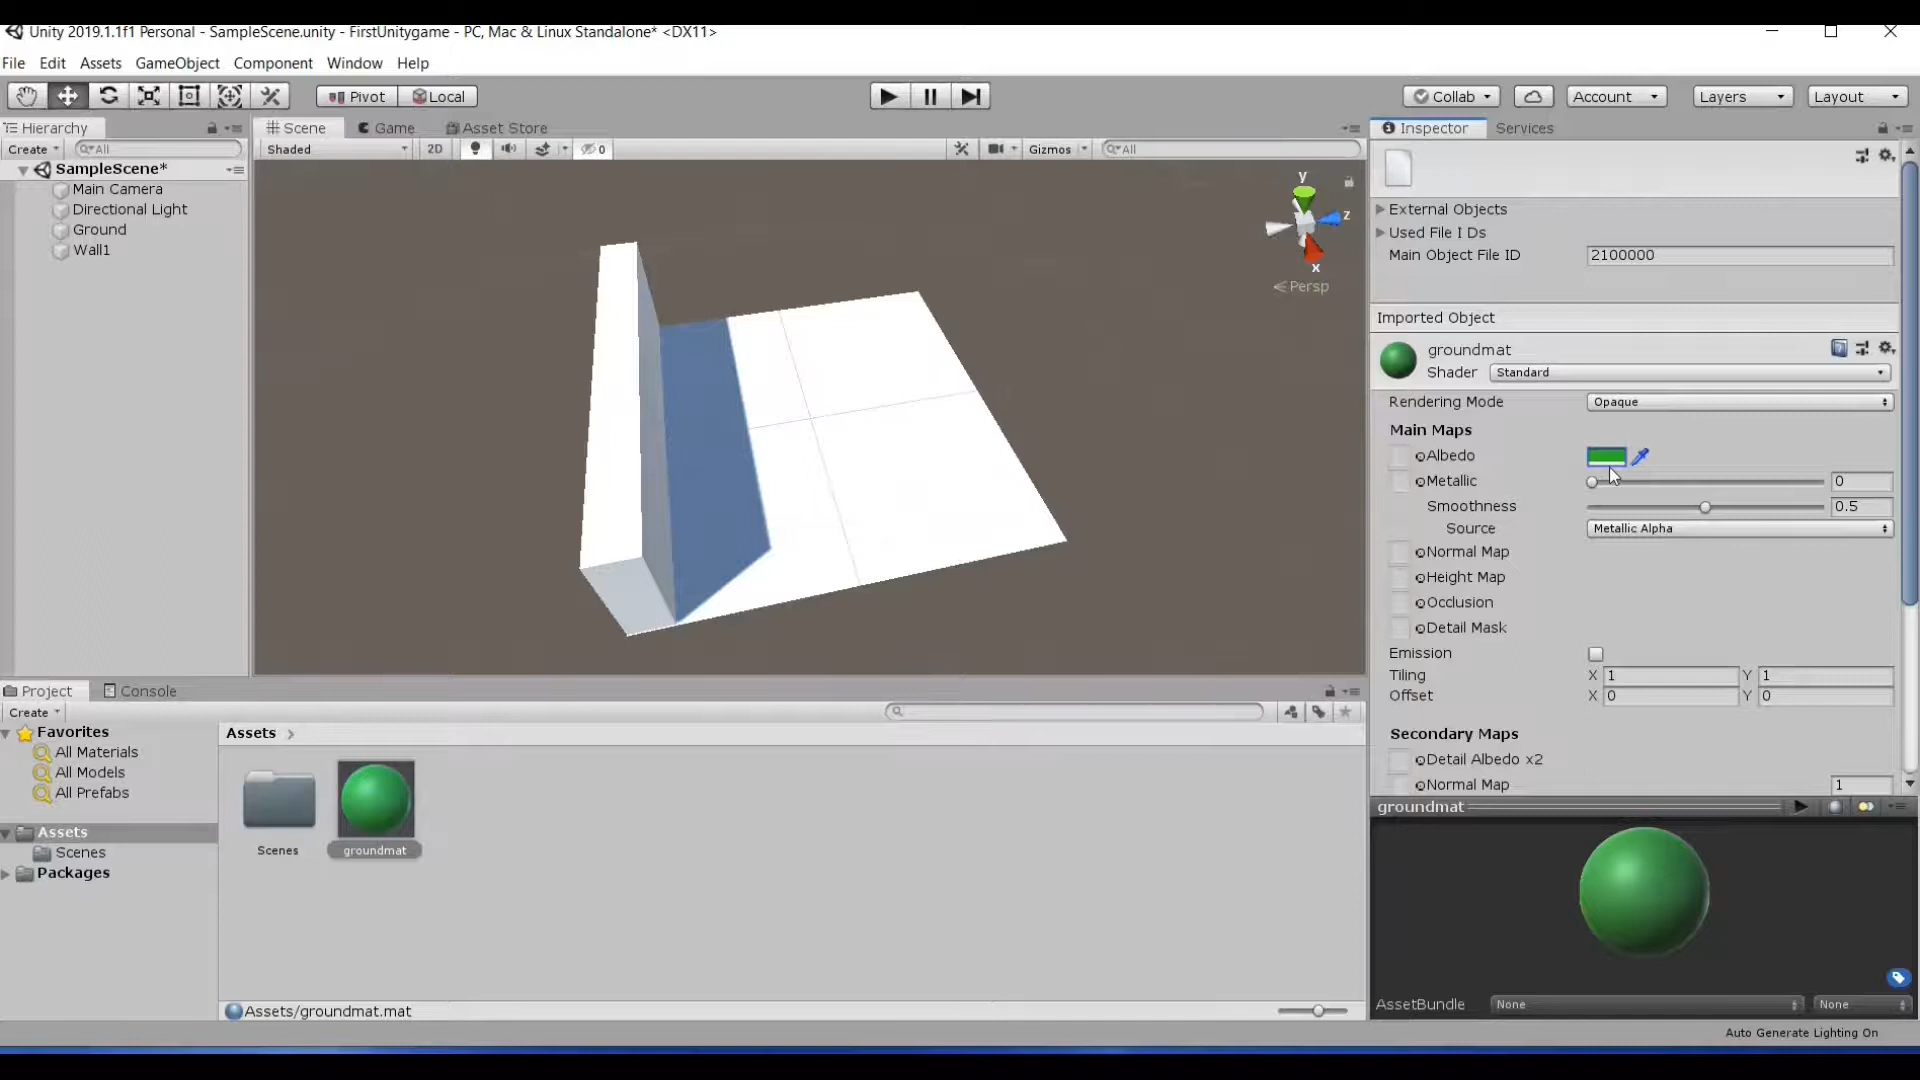 Unity 2019.1.1f1 Personal - SampleScene.unity - FirstUnitygame - PC, Mac & Linux Standalone* <DX11>
File Edit Assets GameObject Component Window Help
Pivot Local Collab Account Layers Layout
Hierarchy
Create All
SampleScene*
Main Camera
Directional Light
Ground
Wall1
Scene Game Asset Store
Shaded 2D 0 Gizmos All
y
z
x
Persp
Inspector Services
External Objects
Used File I Ds
Main Object File ID 2100000
Imported Object
groundmat
Shader Standard
Rendering Mode Opaque
Main Maps
Albedo
Metallic 0
Smoothness 0.5
Source Metallic Alpha
Normal Map
Height Map
Occlusion
Detail Mask
Emission
Tiling X 1 Y 1
Offset X 0 Y 0
Secondary Maps
Detail Albedo x2
Normal Map 1
groundmat
AssetBundle None None
Project Console
Create
Favorites
All Materials
All Models
All Prefabs
Assets
Scenes
Packages
Assets
Scenes groundmat
Assets/groundmat.mat
Auto Generate Lighting On